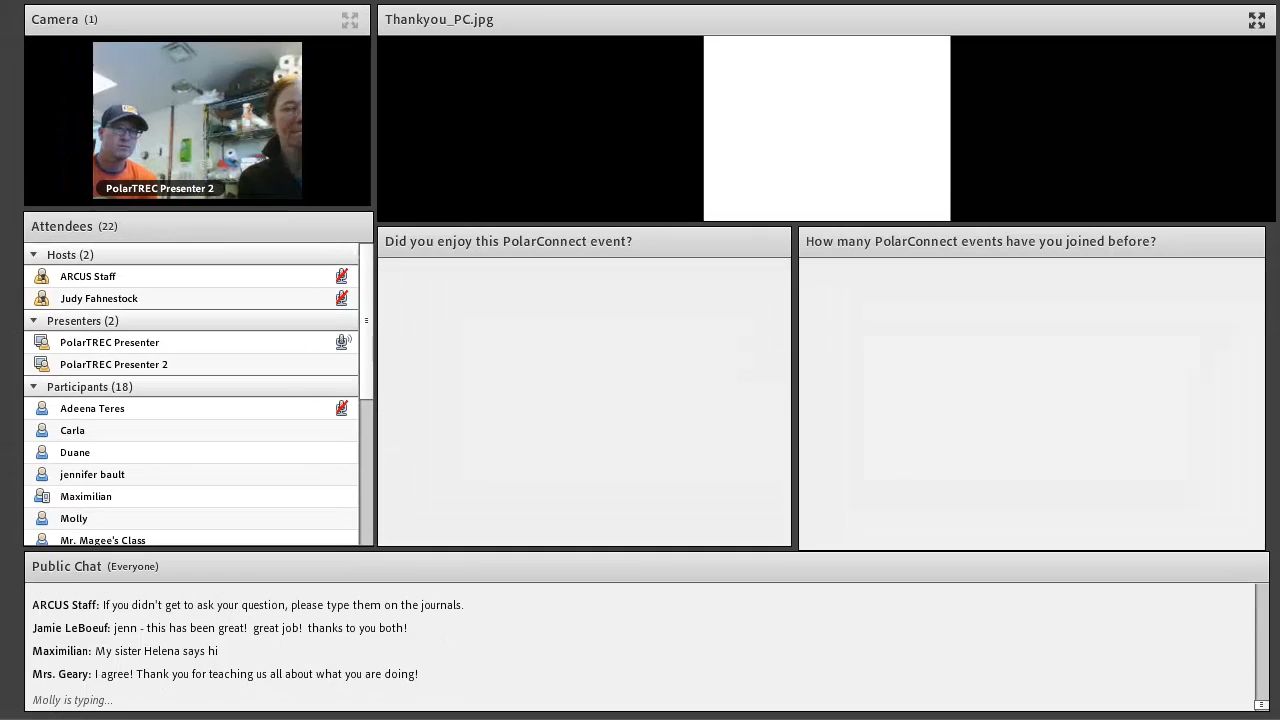 Camera (1)
PolarTREC Presenter 2
Thankyou_PC.jpg
Attendees (22)
Hosts (2)
ARCUS Staff
Judy Fahnestock
Presenters (2)
PolarTREC Presenter
PolarTREC Presenter 2
Participants (18)
Adeena Teres
Carla
Duane
jennifer bault
Maximilian
Molly
Mr. Magee's Class
Did you enjoy this PolarConnect event?
How many PolarConnect events have you joined before?
Public Chat (Everyone)
ARCUS Staff: If you didn't get to ask your question, please type them on the journals.
Jamie LeBoeuf: jenn - this has been great!  great job!  thanks to you both!
Maximilian: My sister Helena says hi
Mrs. Geary: I agree! Thank you for teaching us all about what you are doing!
Molly is typing...